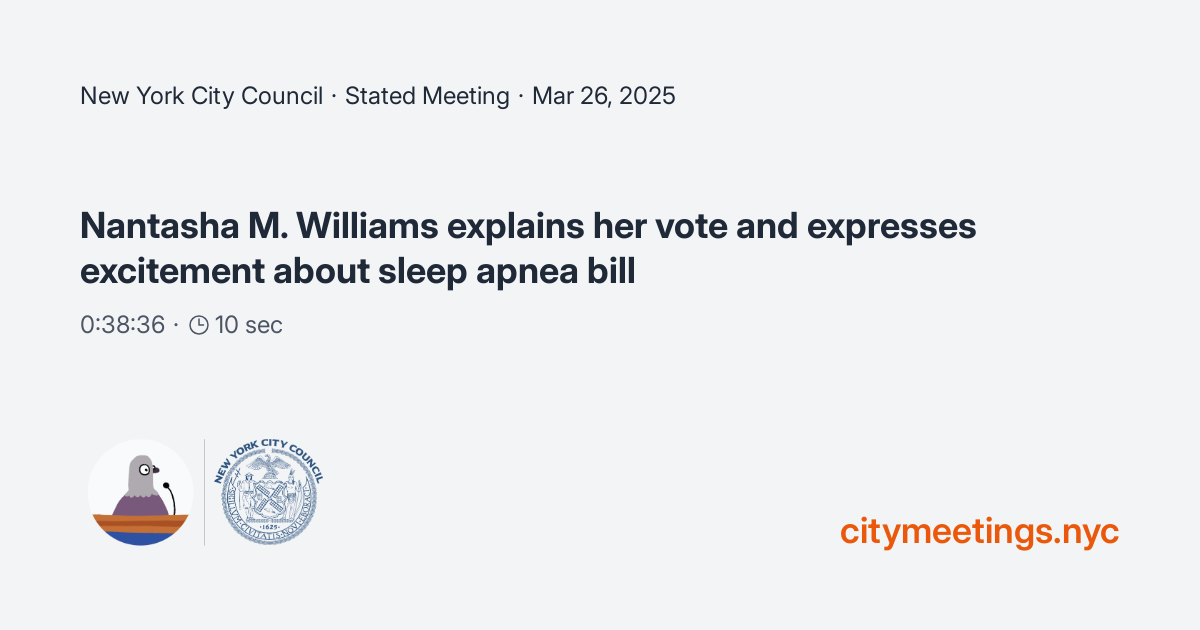 New York City Council · Stated Meeting · Mar 26, 2025
Nantasha M. Williams explains her vote and expresses
excitement about sleep apnea bill
0:38:36 · 10 sec
NEW YORK CITY COUNCIL
SIGILLUM CIVITATIS NOVI EBORACI
·1625·
citymeetings.nyc